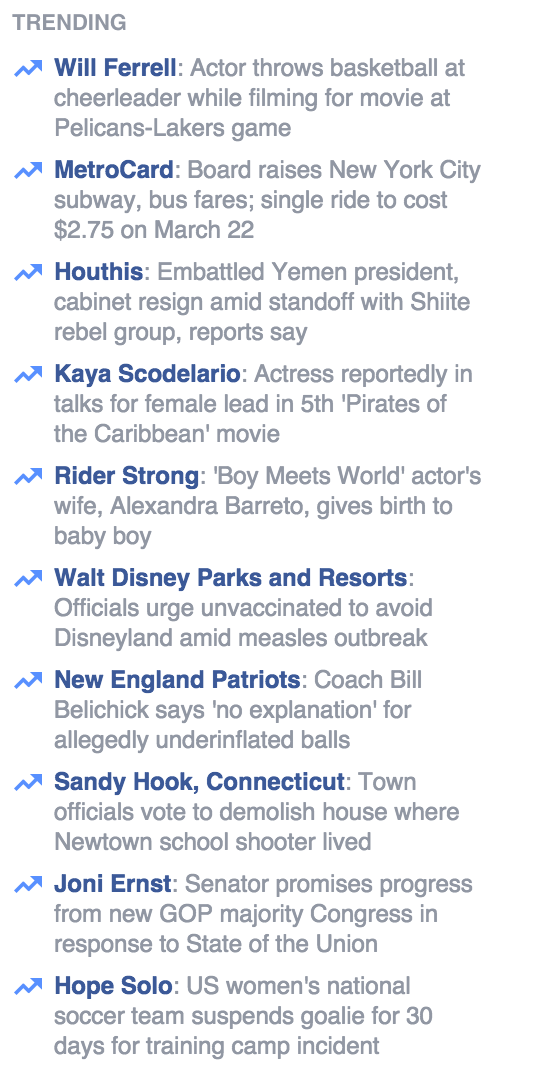 TRENDING
Will Ferrell: Actor throws basketball at
cheerleader while filming for movie at
Pelicans-Lakers game
MetroCard: Board raises New York City
subway, bus fares; single ride to cost
$2.75 on March 22
Houthis: Embattled Yemen president,
cabinet resign amid standoff with Shiite
rebel group, reports say
Kaya Scodelario: Actress reportedly in
talks for female lead in 5th 'Pirates of
the Caribbean' movie
Rider Strong: 'Boy Meets World' actor's
wife, Alexandra Barreto, gives birth to
baby boy
Walt Disney Parks and Resorts:
Officials urge unvaccinated to avoid
Disneyland amid measles outbreak
New England Patriots: Coach Bill
Belichick says 'no explanation' for
allegedly underinflated balls
Sandy Hook, Connecticut: Town
officials vote to demolish house where
Newtown school shooter lived
Joni Ernst: Senator promises progress
from new GOP majority Congress in
response to State of the Union
Hope Solo: US women's national
soccer team suspends goalie for 30
days for training camp incident